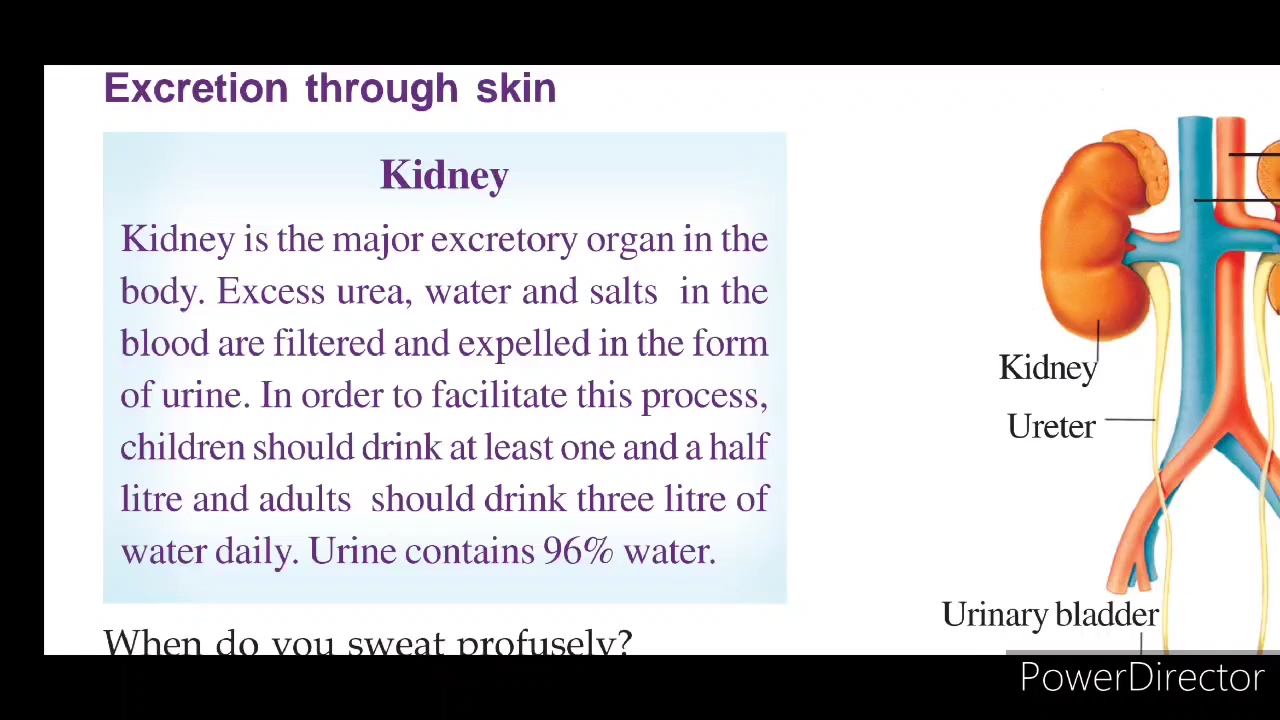 Excretion through skin
Kidney
Kidney is the major excretory organ in the
body. Excess urea, water and salts in the
blood are filtered and expelled in the form
of urine. In order to facilitate this process,
children should drink at least one and a half
litre and adults should drink three litre of
water daily. Urine contains 96% water.
When do you sweat profusely?
Kidney
Ureter
Urinary bladder
PowerDirector